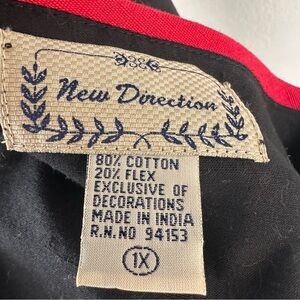 New Direction
80% COTTON
20% FLEX
EXCLUSIVE OF
DECORATIONS
MADE IN INDIA
R.N.NO 94153
1X